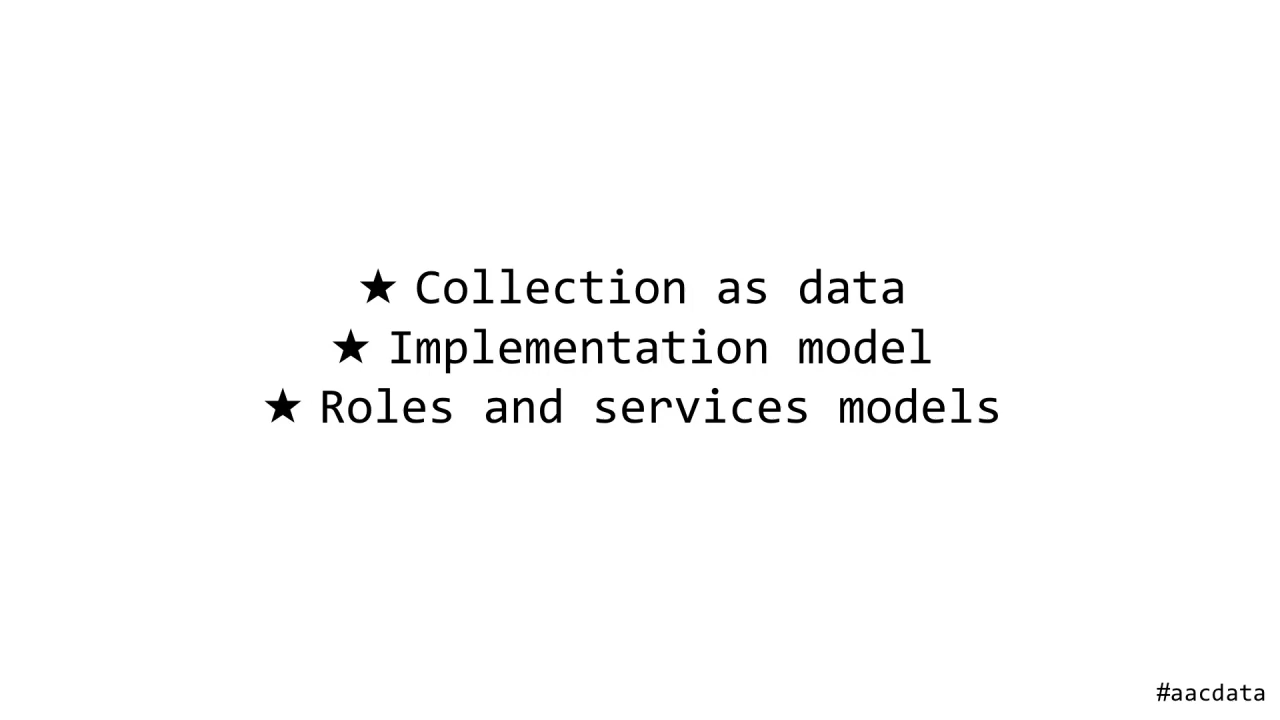 ★ Collection as data
★ Implementation model
★ Roles and services models
#aacdata